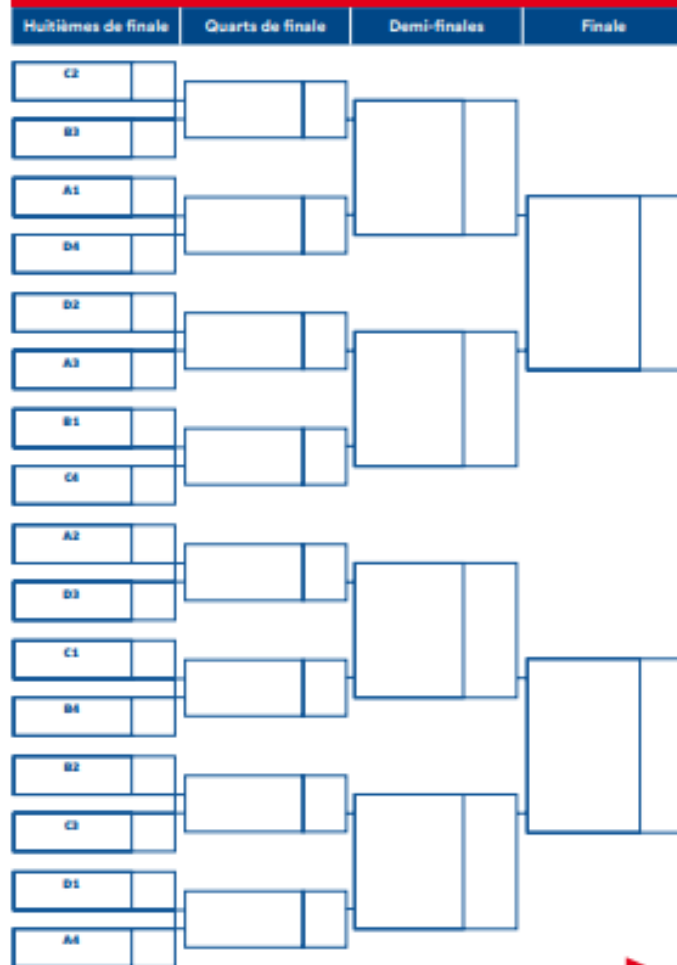 Huitièmes de finale Quarts de finale Demi-finales Finale
C2
B3
A1
D4
D2
A3
B1
C4
A2
D3
C1
B4
B2
C3
D1
A4